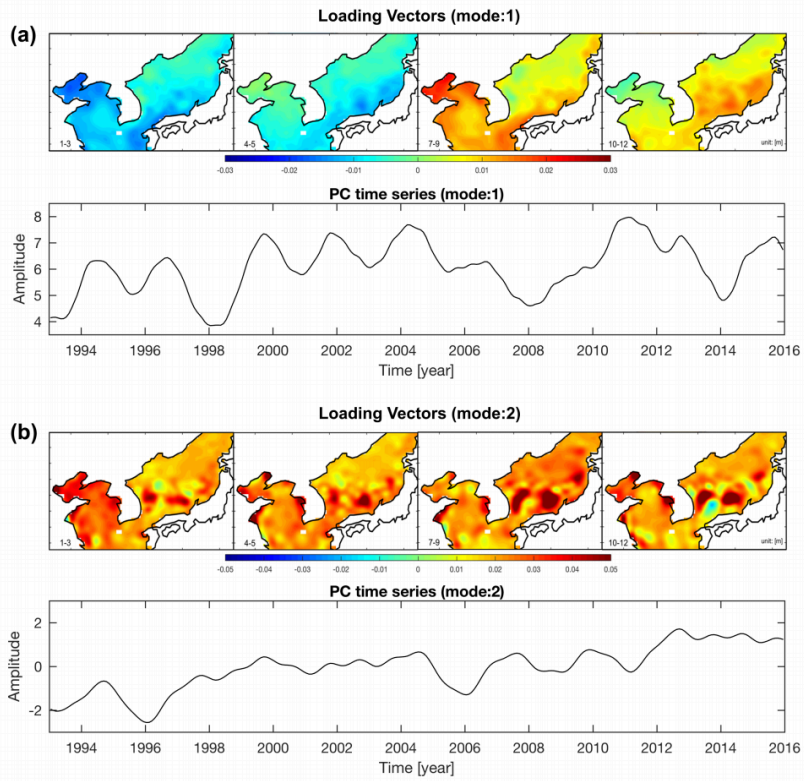 (a)
Loading Vectors (mode:1)
1-3
4-5
7-9
10-12
unit: [m]
-0.03 -0.02 -0.01 0 0.01 0.02 0.03
PC time series (mode:1)
Amplitude
8
7
6
5
4
1994 1996 1998 2000 2002 2004 2006 2008 2010 2012 2014 2016
Time [year]
(b)
Loading Vectors (mode:2)
1-3
4-5
7-9
10-12
unit: [m]
-0.05 -0.04 -0.03 -0.02 -0.01 0 0.01 0.02 0.03 0.04 0.05
PC time series (mode:2)
Amplitude
2
0
-2
1994 1996 1998 2000 2002 2004 2006 2008 2010 2012 2014 2016
Time [year]